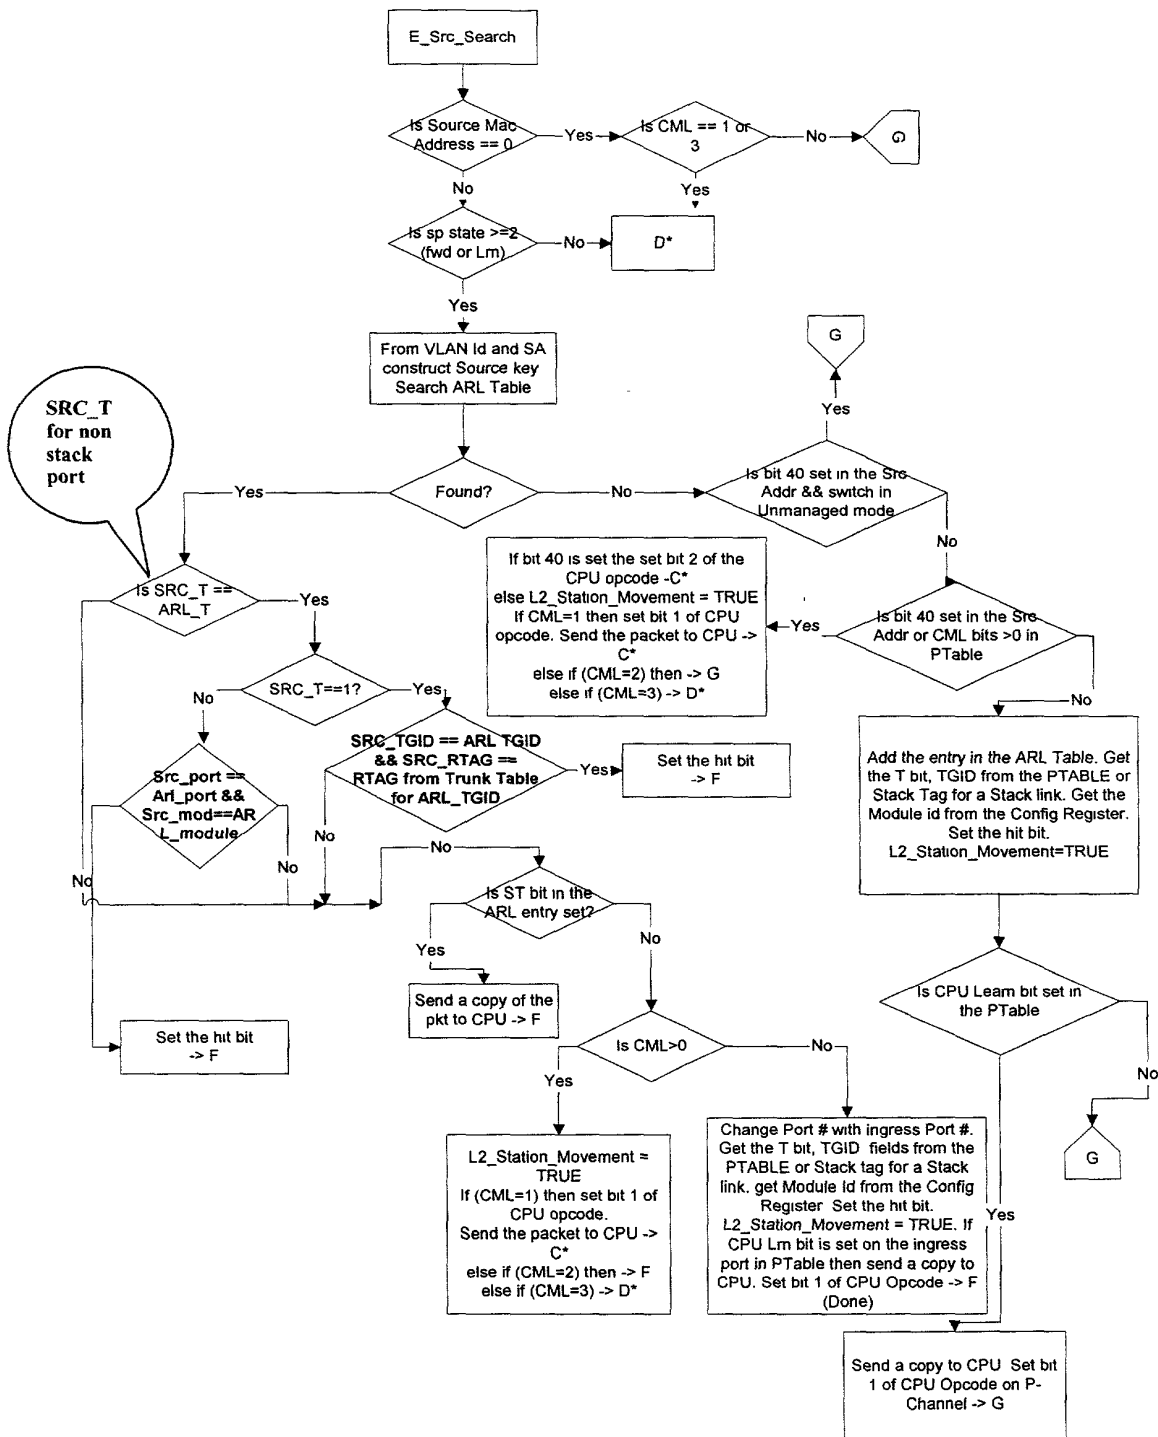 E_Src_Search
Is Source Mac
Address == 0
Yes
Is CML == 1 or
3
No
G
No
Yes
Is sp state >=2
(fwd or Lrn)
No
D*
Yes
From VLAN Id and SA
construct Source key
Search ARL Table
G
Yes
SRC_T
for non
stack
port
Yes
Found?
No
Is bit 40 set in the Src
Addr && switch in
Unmanaged mode
No
If bit 40 is set the set bit 2 of the
CPU opcode -C*
else L2_Station_Movement = TRUE
If CML=1 then set bit 1 of CPU
opcode. Send the packet to CPU ->
C*
else if (CML=2) then -> G
else if (CML=3) -> D*
Yes
Is bit 40 set in the Src
Addr or CML bits >0 in
PTable
No
Is SRC_T ==
ARL_T
Yes
SRC_T==1?
No
Yes
SRC_TGID == ARL TGID
&& SRC_RTAG ==
RTAG from Trunk Table
for ARL_TGID
Yes
Set the hit bit
-> F
Src_port ==
Arl_port &&
Src_mod==AR
L_module
No
No
No
No
Add the entry in the ARL Table. Get
the T bit, TGID from the PTABLE or
Stack Tag for a Stack link. Get the
Module id from the Config Register.
Set the hit bit.
L2_Station_Movement=TRUE
Is ST bit in the
ARL entry set?
Yes
No
Send a copy of the
pkt to CPU -> F
Set the hit bit
-> F
Is CML>0
Yes
No
Is CPU Learn bit set in
the PTable
No
Yes
G
L2_Station_Movement =
TRUE
If (CML=1) then set bit 1 of
CPU opcode.
Send the packet to CPU ->
C*
else if (CML=2) then -> F
else if (CML=3) -> D*
Change Port # with ingress Port #.
Get the T bit, TGID fields from the
PTABLE or Stack tag for a Stack
link. get Module Id from the Config
Register Set the hit bit.
L2_Station_Movement = TRUE. If
CPU Lrn bit is set on the ingress
port in PTable then send a copy to
CPU. Set bit 1 of CPU Opcode -> F
(Done)
Send a copy to CPU Set bit
1 of CPU Opcode on P-
Channel -> G